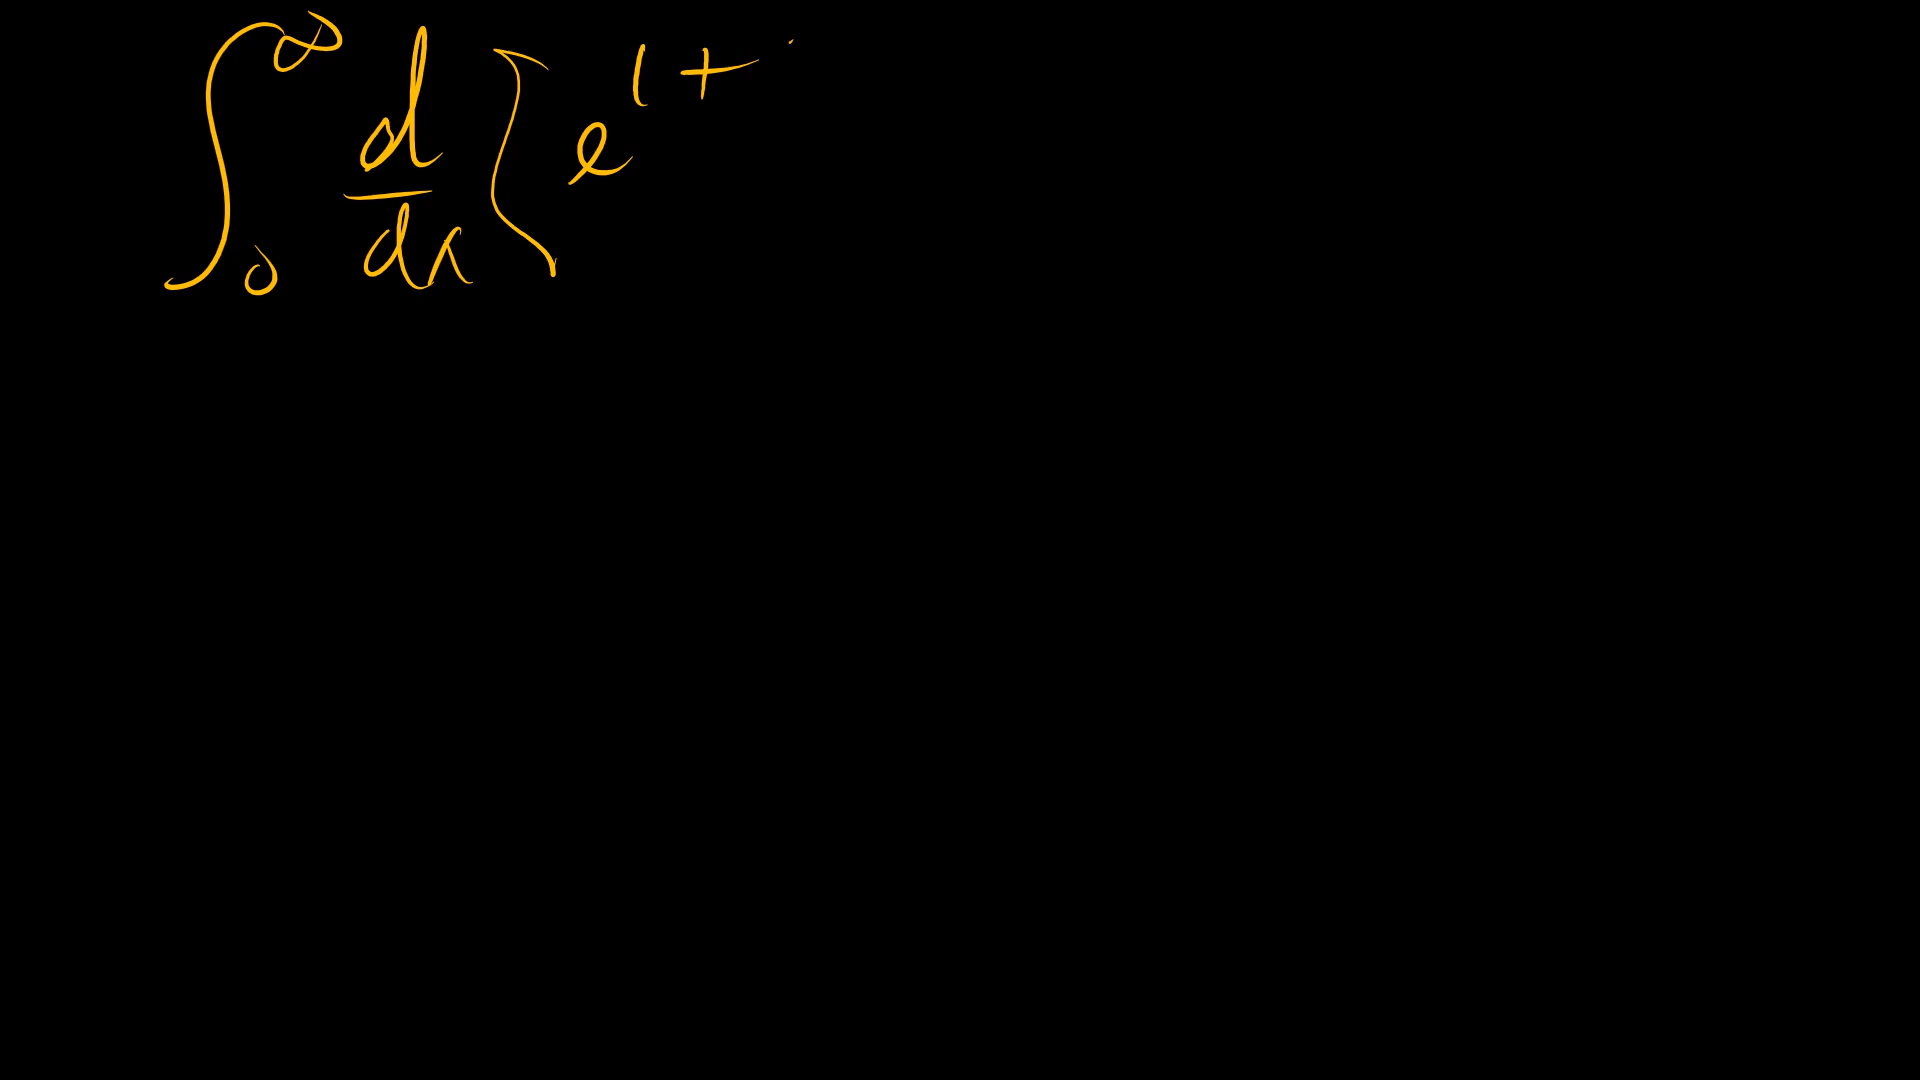 ∫₀^∞ d/dx [ e^{1+